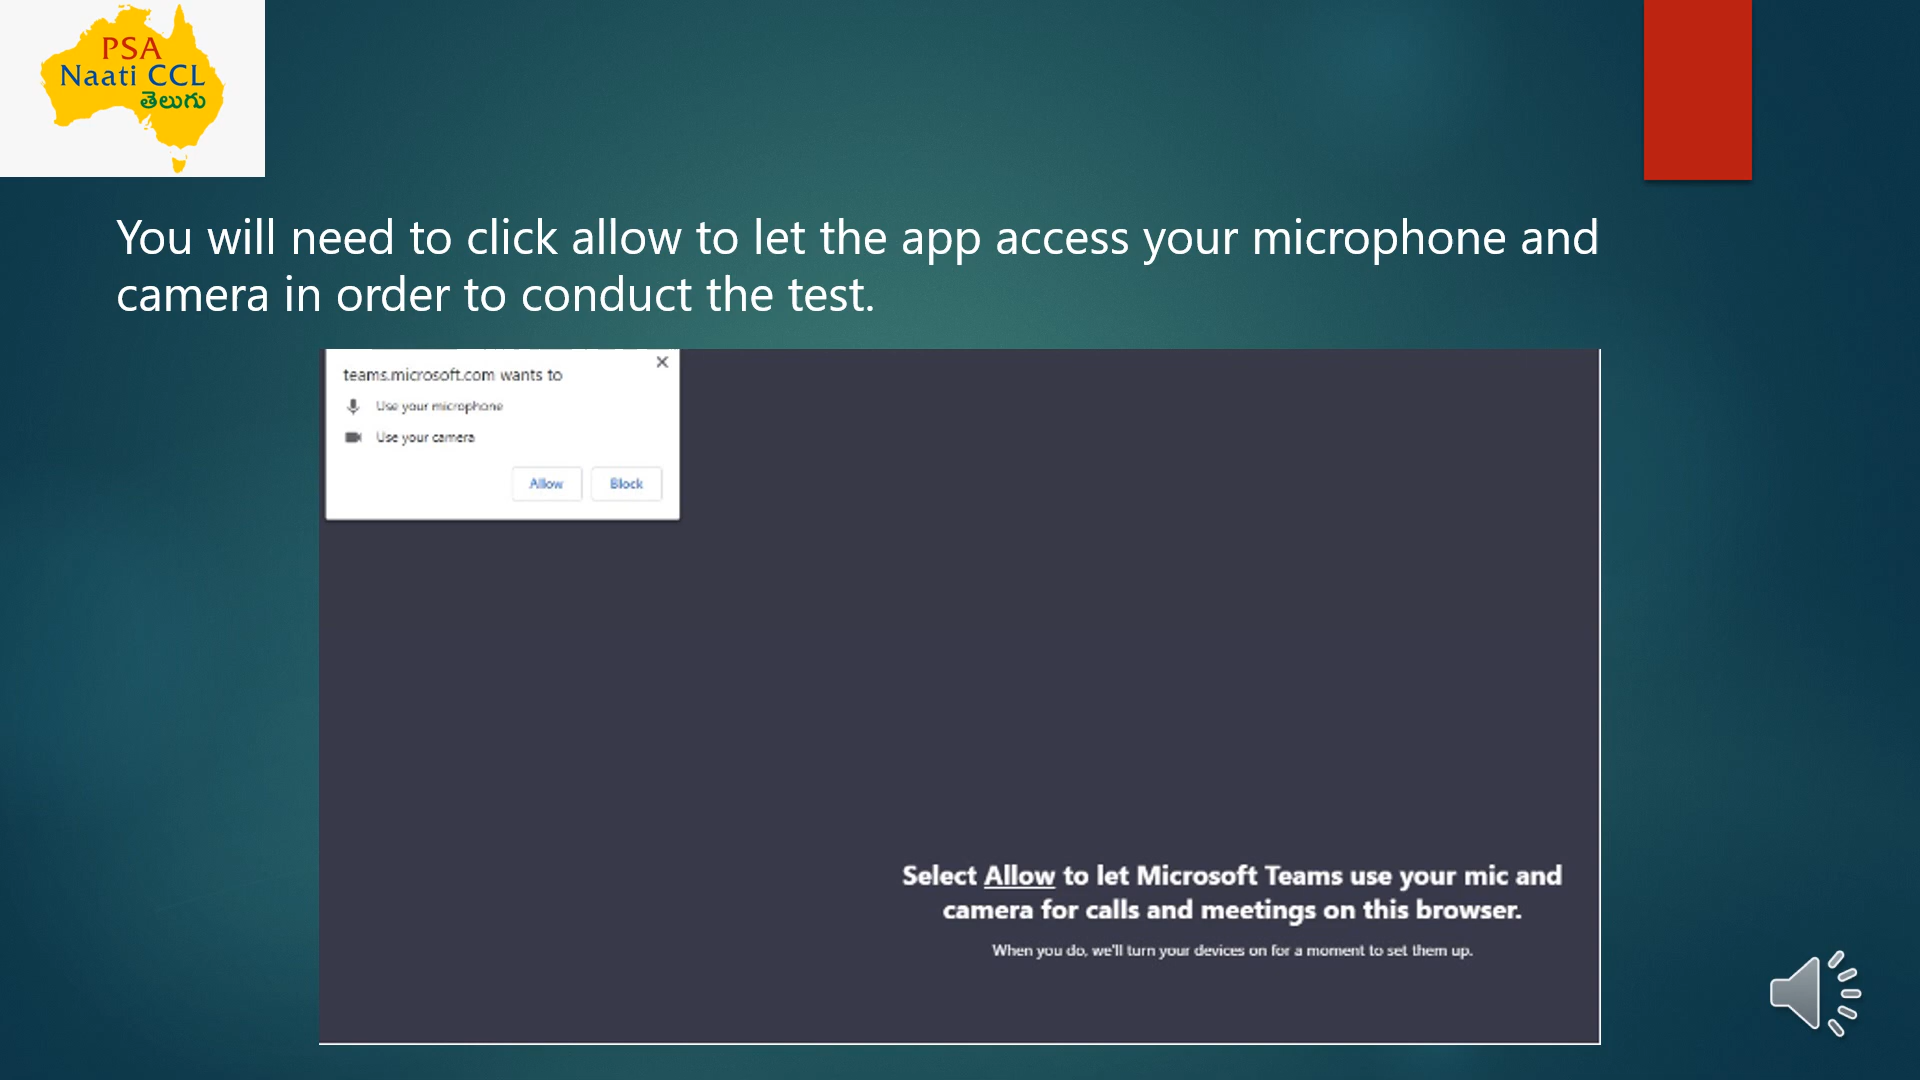 PSA
Naati CCL
తెలుగు
You will need to click allow to let the app access your microphone and
camera in order to conduct the test.
teams.microsoft.com wants to
Use your microphone
Use your camera
Allow
Block
Select Allow to let Microsoft Teams use your mic and
camera for calls and meetings on this browser.
When you do, we'll turn your devices on for a moment to set them up.